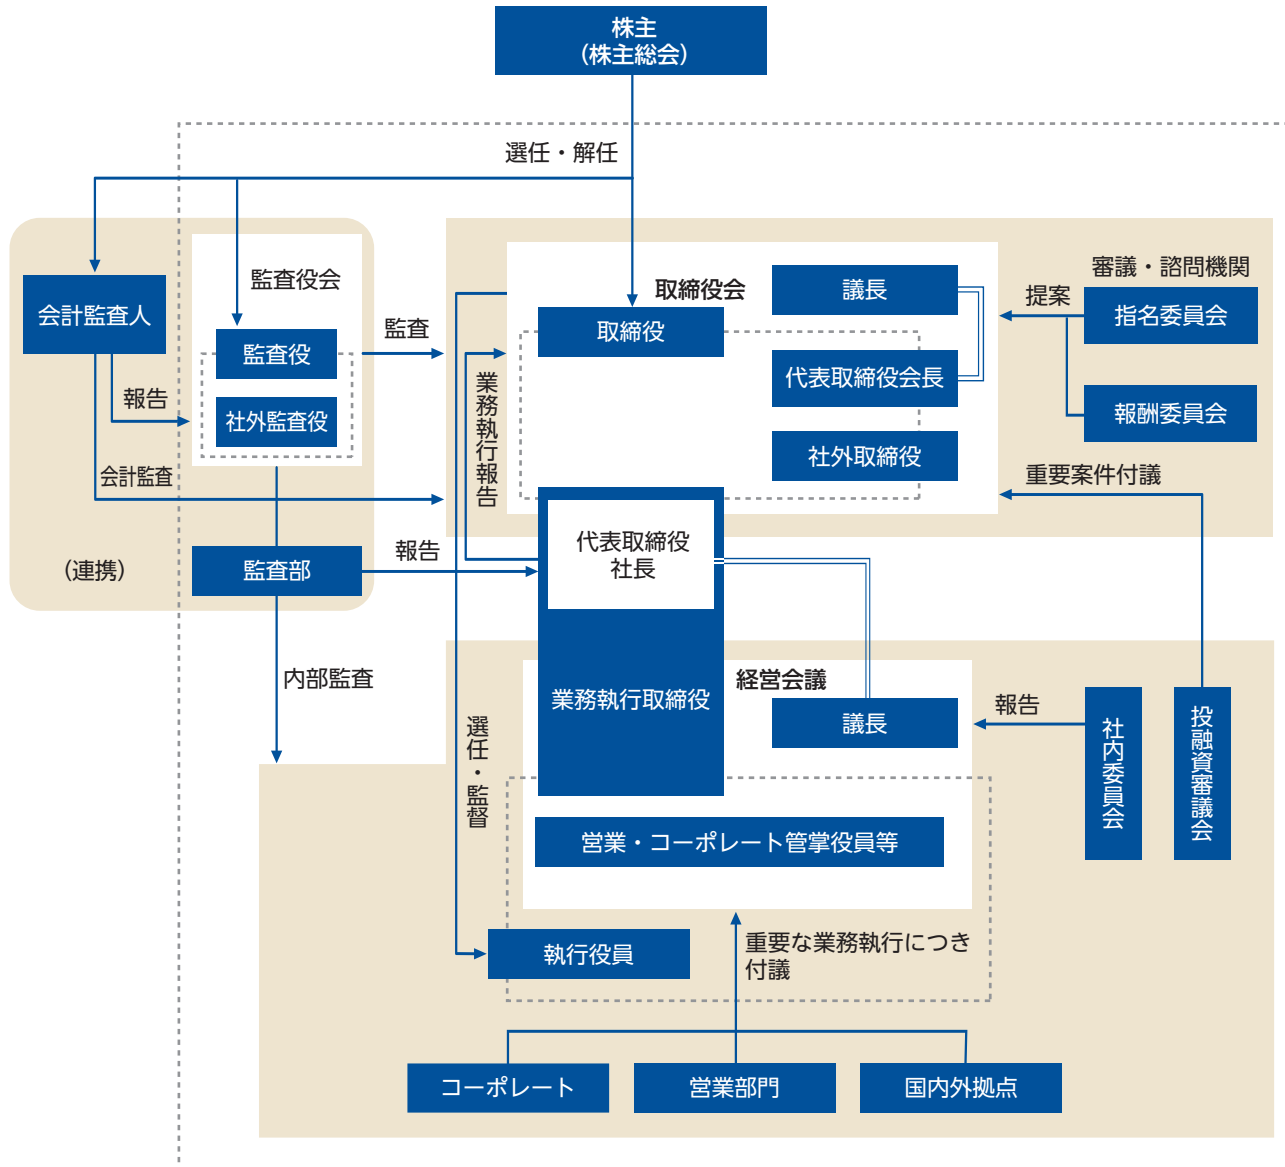 株主
(株主総会)
選任・解任
会計監査人
監査役会
監査役
社外監査役
報告
会計監査
(連携)
監査部
監査
報告
内部監査
取締役会
取締役
議長
代表取締役会長
社外取締役
業務執行報告
選任・監督
審議・諮問機関
提案
指名委員会
報酬委員会
重要案件付議
代表取締役
社長
業務執行取締役
経営会議
議長
報告
社内委員会
投融資審議会
営業・コーポレート管掌役員等
執行役員
重要な業務執行につき
付議
コーポレート
営業部門
国内外拠点